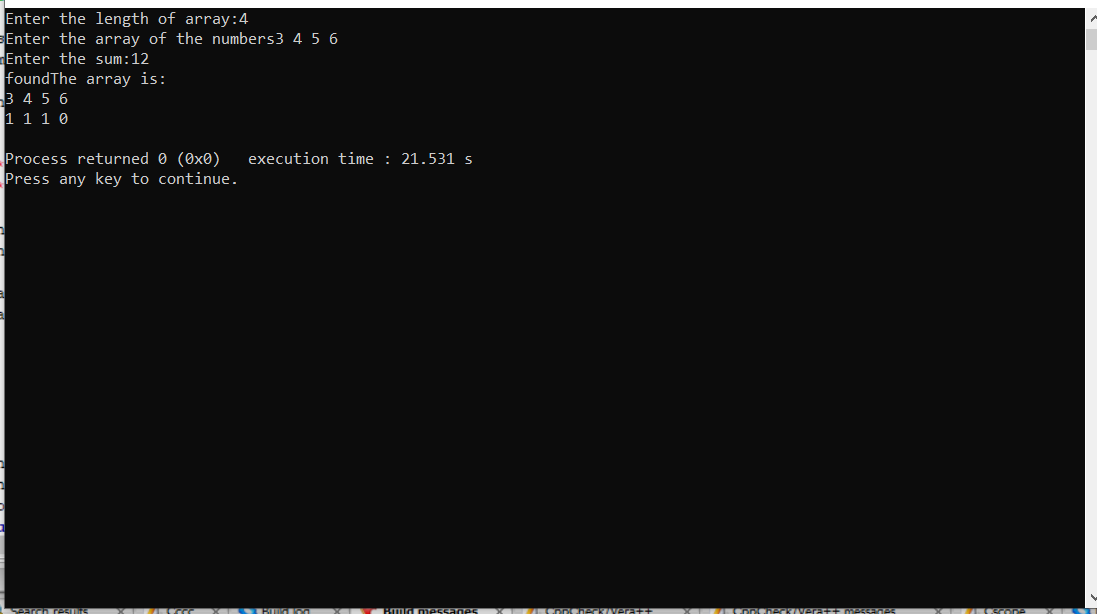 Enter the length of array:4
Enter the array of the numbers3 4 5 6
Enter the sum:12
foundThe array is:
3 4 5 6
1 1 1 0
Process returned 0 (0x0)   execution time : 21.531 s
Press any key to continue.
Search results Cccc Build log Build messages CppCheck/Vera++ CppCheck/Vera++ messages Cscope